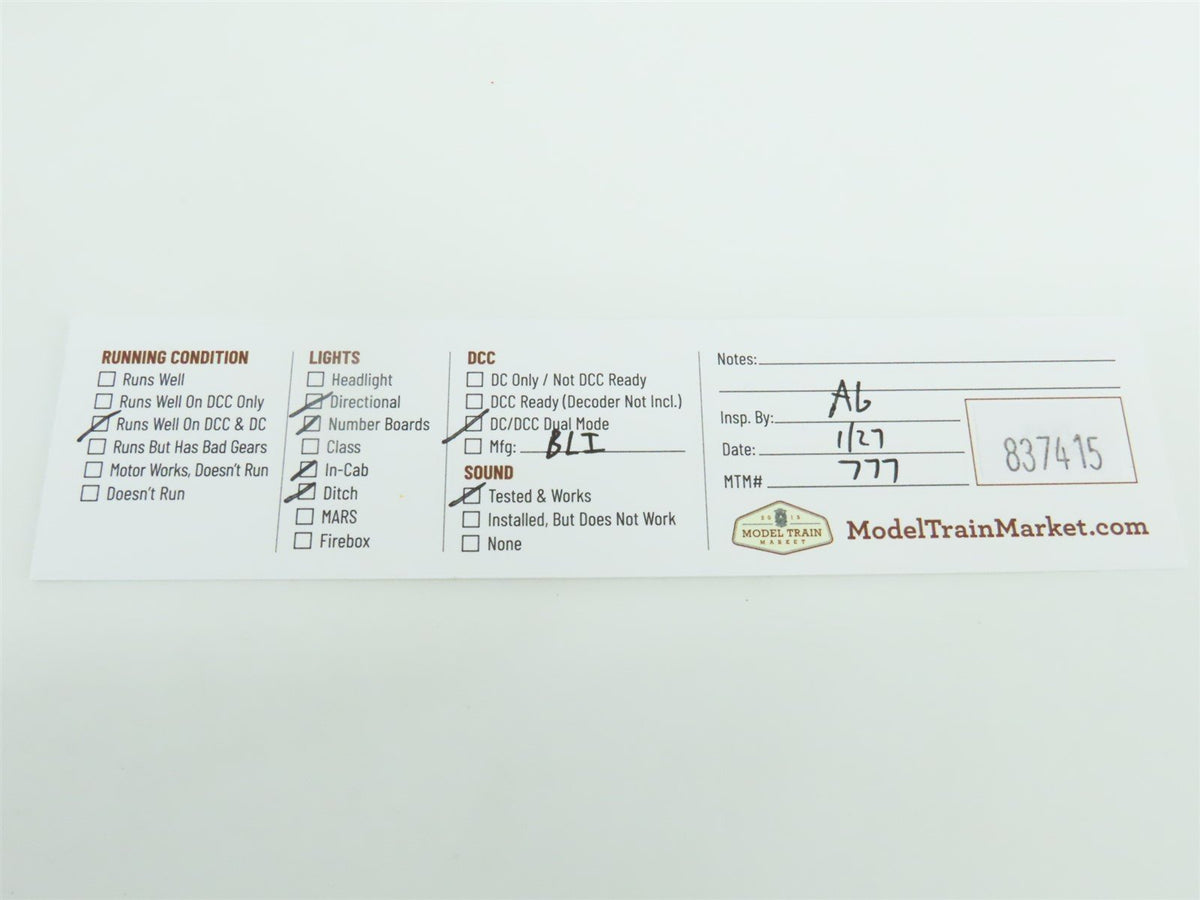 RUNNING CONDITION
Runs Well
Runs Well On DCC Only
Runs Well On DCC & DC
Runs But Has Bad Gears
Motor Works, Doesn't Run
Doesn't Run
LIGHTS
Headlight
Directional
Number Boards
Class
In-Cab
Ditch
MARS
Firebox
DCC
DC Only / Not DCC Ready
DCC Ready (Decoder Not Incl.)
DC/DCC Dual Mode
Mfg: BLI
SOUND
Tested & Works
Installed, But Does Not Work
None
Notes:
Insp. By: AG
Date: 1/27
MTM# 777
837415
2015
MODEL TRAIN
MARKET
ModelTrainMarket.com